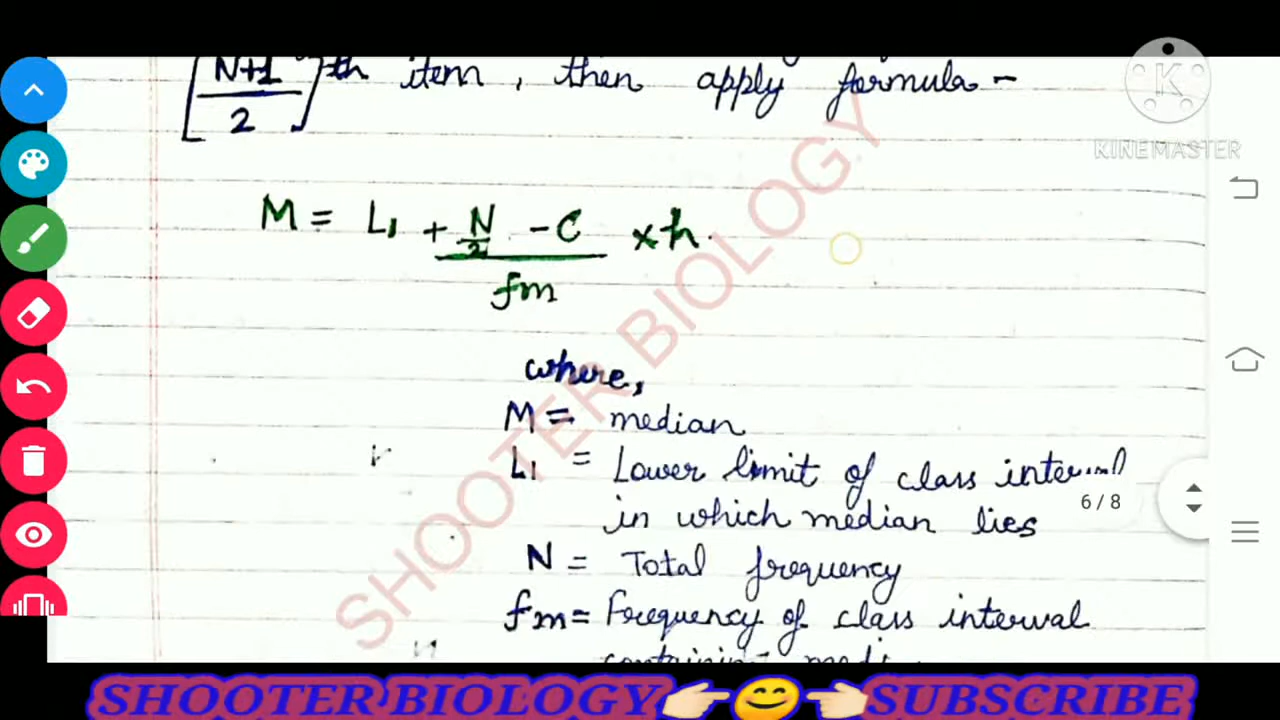 [N+1/2]th item, then apply formula -
KINEMASTER
M = L1 + N/2 - C / fm × h.
where,
M = median
L1 = Lower limit of class interval
in which median lies
6 / 8
N = Total frequency
fm = Frequency of class interval
containing
SHOOTER BIOLOGY
SHOOTER BIOLOGY👉🏻😊👈🏻SUBSCRIBE